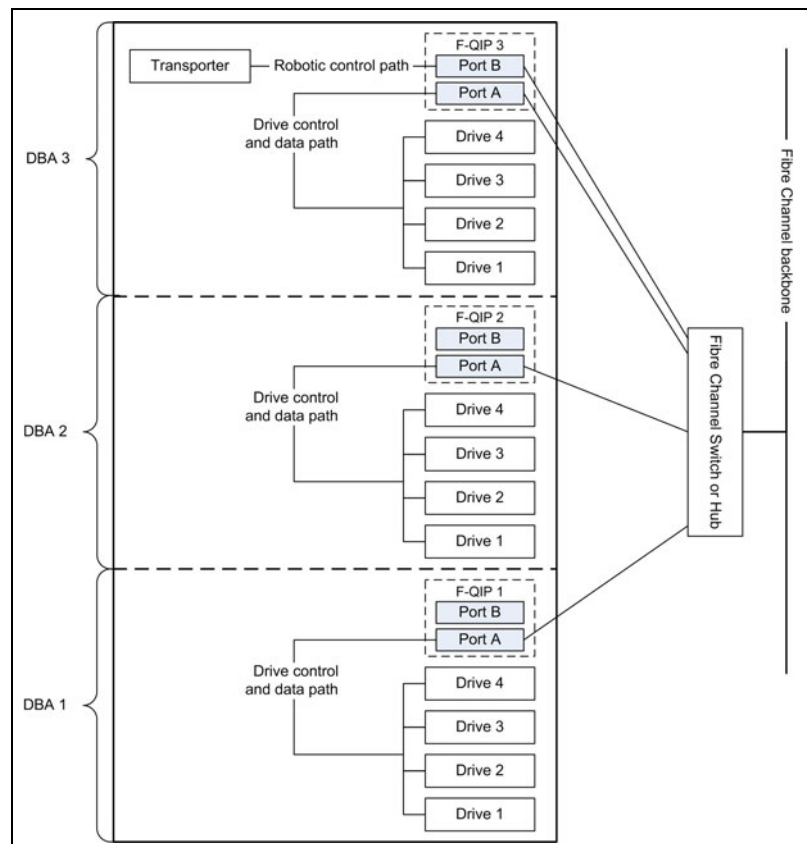 F-QIP 3
Transporter
Robotic control path
Port B
Port A
Drive control
and data path
Drive 4
DBA 3
Drive 3
Drive 2
Drive 1
Fibre Channel backbone
F-QIP 2
Port B
Port A
Drive control
and data path
Drive 4
DBA 2
Drive 3
Drive 2
Drive 1
Fibre Channel Switch or Hub
F-QIP 1
Port B
Port A
Drive control
and data path
Drive 4
DBA 1
Drive 3
Drive 2
Drive 1